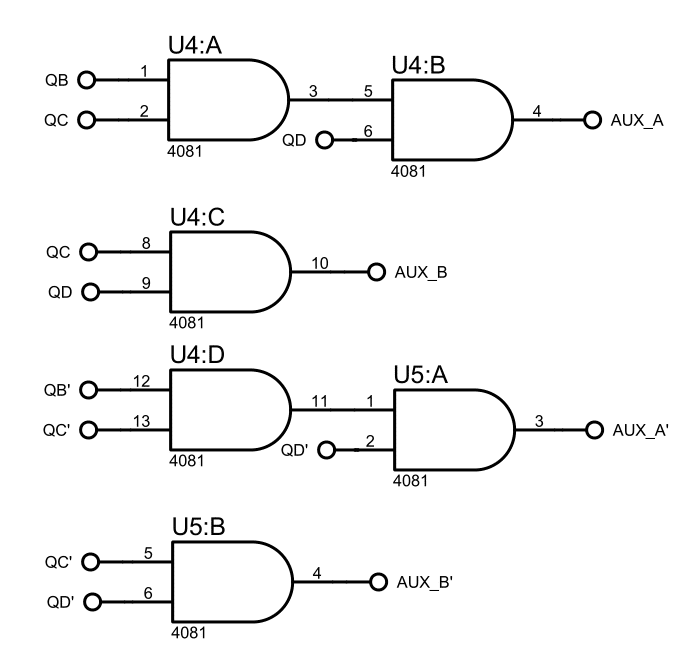 U4:A
U4:B
QB 1
3 5
4 AUX_A
QC 2
QD 6
4081
4081
U4:C
QC 8
10 AUX_B
QD 9
4081
U4:D
U5:A
QB' 12
11 1
3 AUX_A'
QC' 13
QD' 2
4081
4081
U5:B
QC' 5
4 AUX_B'
QD' 6
4081